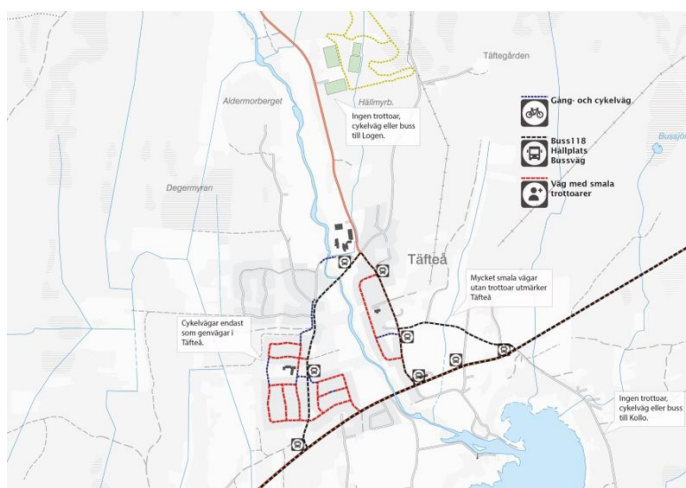 Täftegården
Aldermorberget
Hällmyrb.
Gång- och cykelväg
Ingen trottoar,
cykelväg eller buss
till Logen.
Buss118
Hållplats
Bussväg
Bussjön
Degermyran
Väg med smala
trottoarer
Täfteå
Mycket smala vägar
utan trottoar utmärker
Täfteå
Cykelvägar endast
som genvägar i
Täfteå.
Ingen trottoar,
cykelväg eller buss
till Kollo.